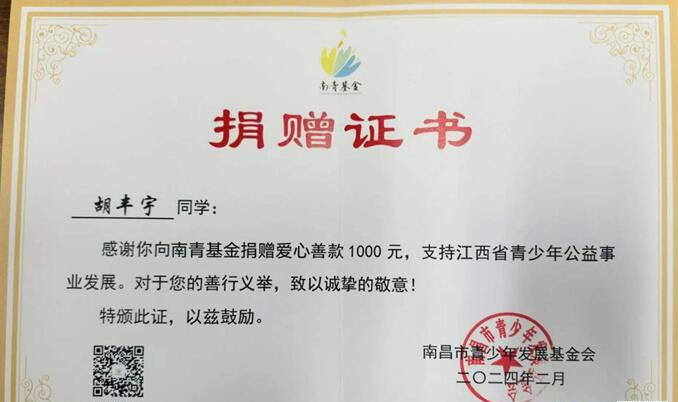 南青基金
捐赠证书
胡丰宇 同学：
感谢你向南青基金捐赠爱心善款1000元，支持江西省青少年公益事
业发展。对于您的善行义举，致以诚挚的敬意！
特颁此证，以兹鼓励。
南昌市青少年发展基金会
二〇二四年二月